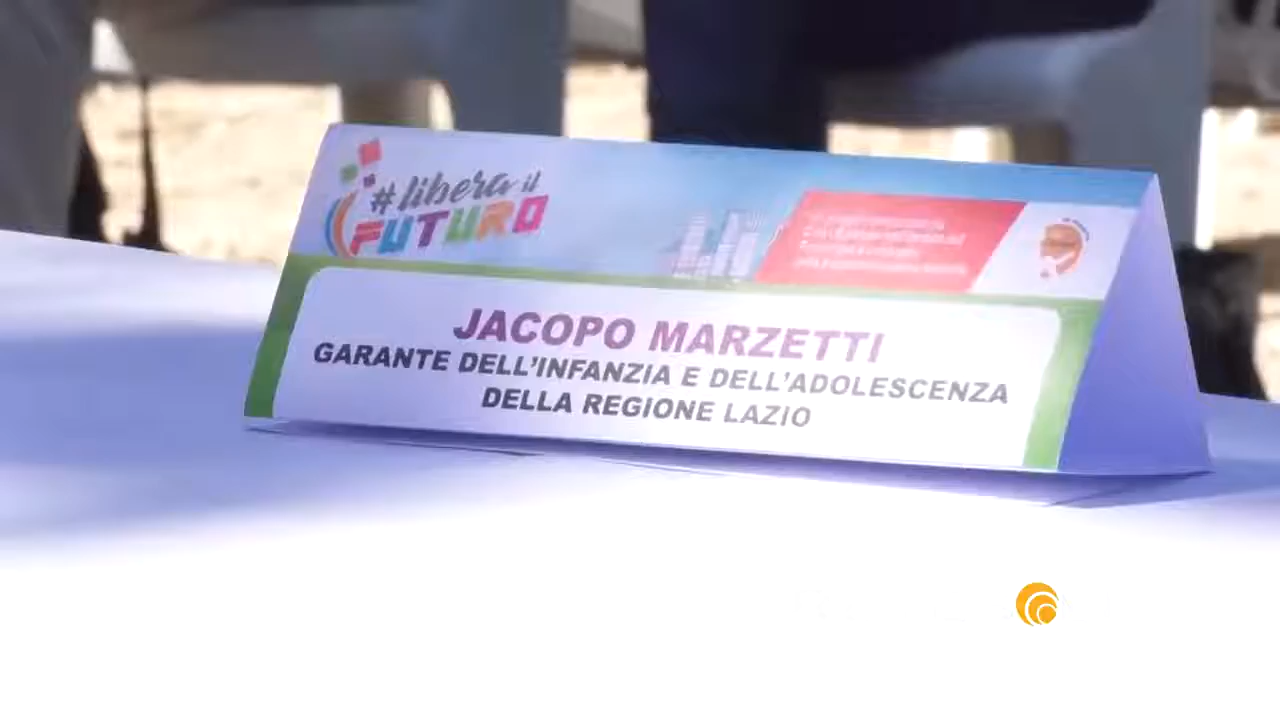 #libera il
FUTURO
JACOPO MARZETTI
GARANTE DELL'INFANZIA E DELL'ADOLESCENZA
DELLA REGIONE LAZIO